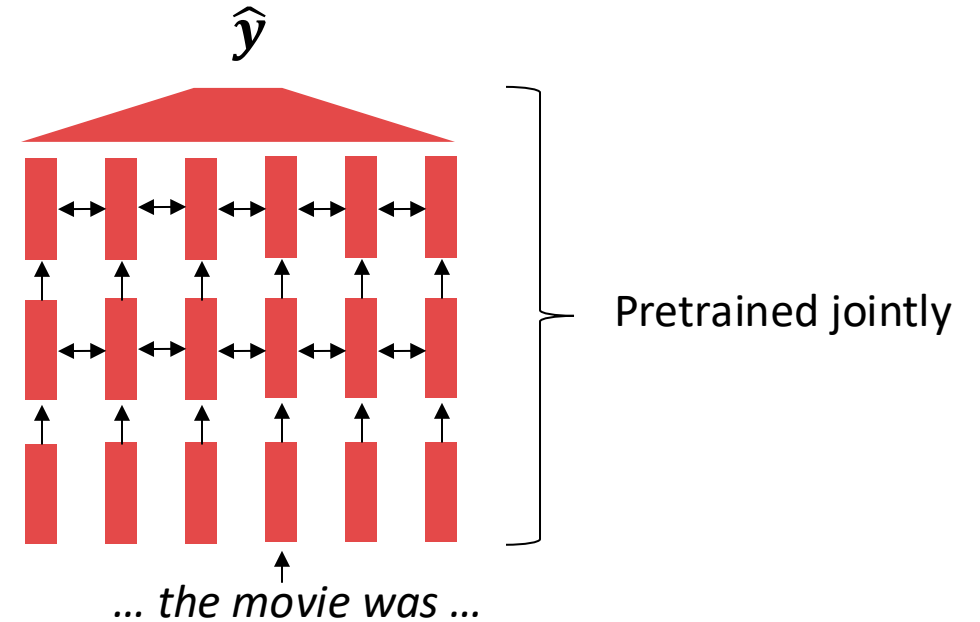 ŷ
Pretrained jointly
… the movie was …